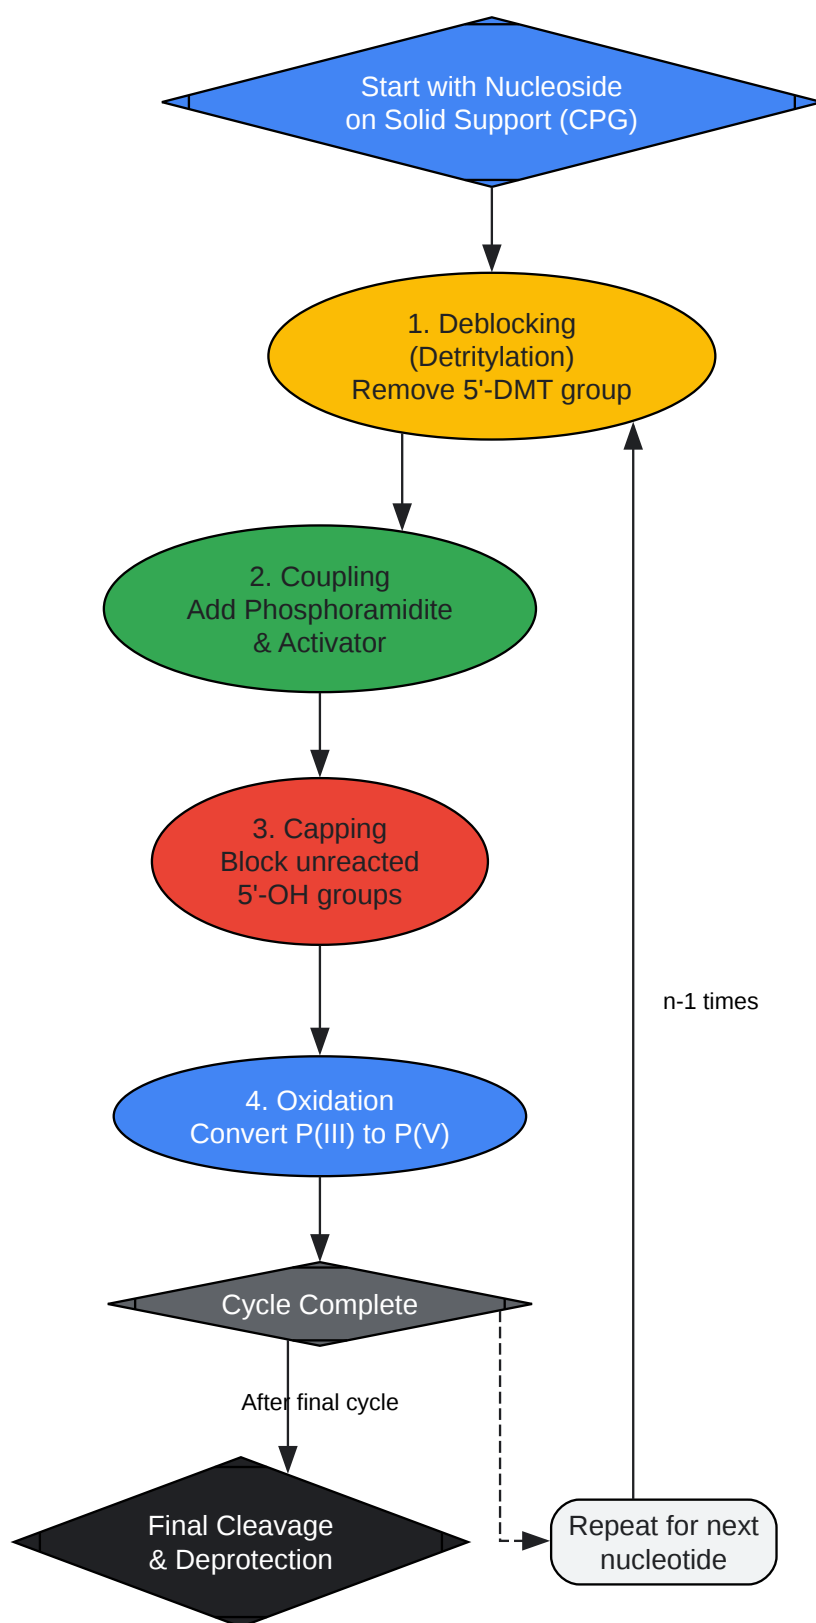 Start with Nucleoside
on Solid Support (CPG)
1. Deblocking
(Detritylation)
Remove 5'-DMT group
2. Coupling
Add Phosphoramidite
& Activator
3. Capping
Block unreacted
5'-OH groups
n-1 times
4. Oxidation
Convert P(III) to P(V)
Cycle Complete
After final cycle
Final Cleavage
& Deprotection
Repeat for next
nucleotide